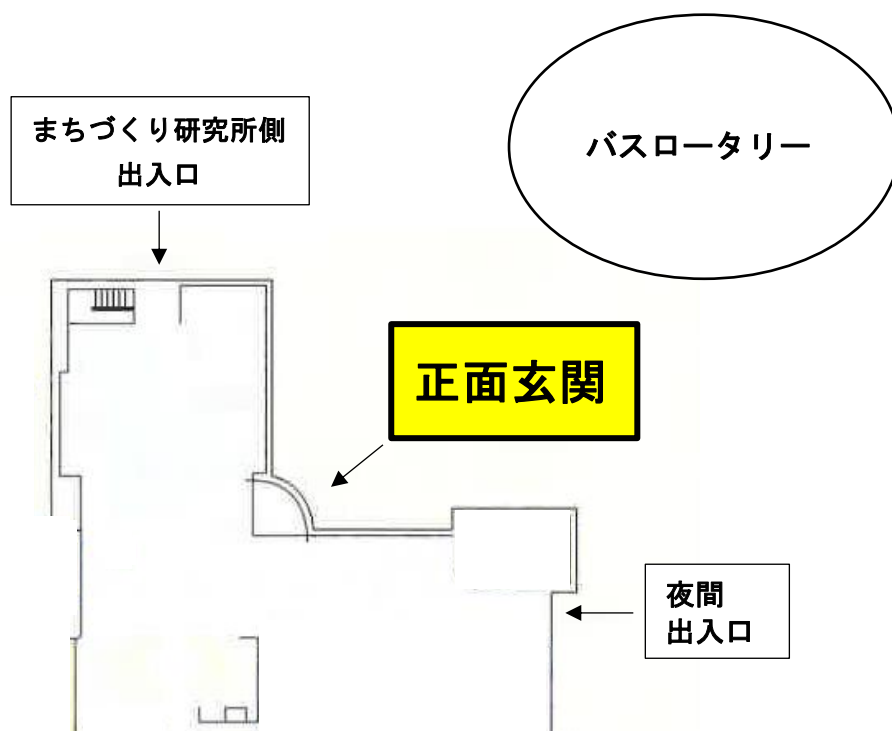 まちづくり研究所側
出入口
バスロータリー
正面玄関
夜間
出入口